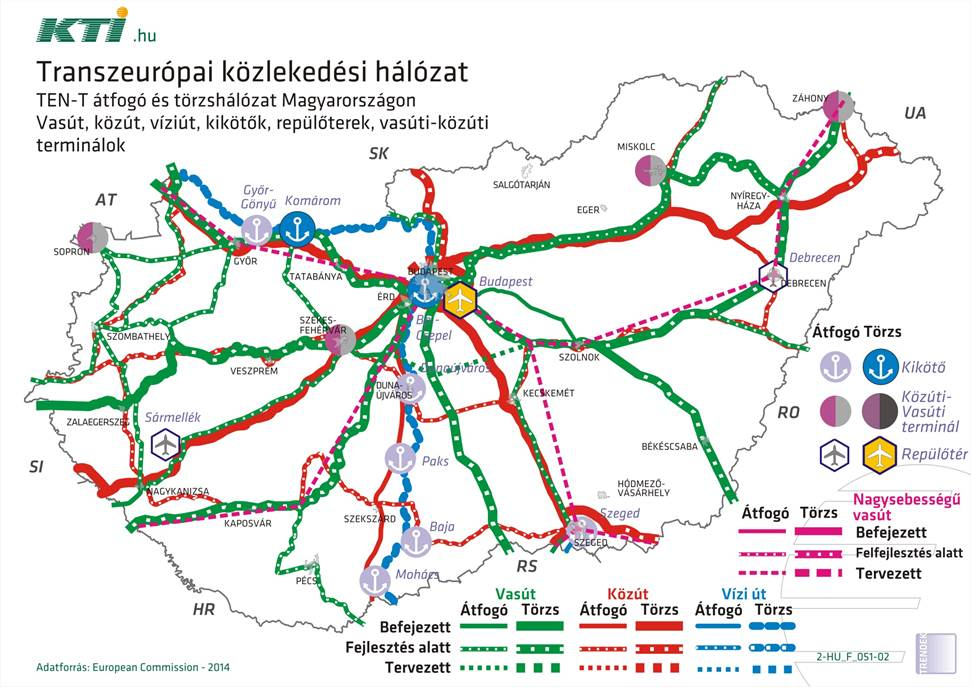 KTI.hu
Transzeurópai közlekedési hálózat
TEN-T átfogó és törzshálózat Magyarországon
Vasút, közút, víziút, kikötők, repülőterek, vasúti-közúti
terminálok
SK
UA
AT
RO
SI
HR
RS
ZÁHONY
MISKOLC
SALGÓTARJÁN
EGER
NYÍREGY-
HÁZA
Győr-
Gönyű
Komárom
SOPRON
GYŐR
TATABÁNYA
BUDAPEST
Budapest
Debrecen
DEBRECEN
ÉRD
Csepel
SZÉKES-
FEHÉRVÁR
SZOMBATHELY
VESZPRÉM
SZOLNOK
Dunaújváros
DUNA-
ÚJVÁROS
KECSKEMÉT
ZALAEGERSZEG
Sármellék
BÉKÉSCSABA
Paks
NAGYKANIZSA
HÓDMEZŐ-
VÁSÁRHELY
KAPOSVÁR
SZEKSZÁRD
Baja
Szeged
SZEGED
PÉCS
Mohács
Átfogó Törzs
Kikötő
Közúti-
Vasúti
terminál
Repülőtér
Nagysebességű
vasút
Átfogó Törzs
Befejezett
Felfejlesztés alatt
Tervezett
Vasút Közút Vízi út
Átfogó Törzs Átfogó Törzs Átfogó Törzs
Befejezett
Fejlesztés alatt
Tervezett
Adatforrás: European Commission - 2014
2-HU_F_051-02
TRENDEK